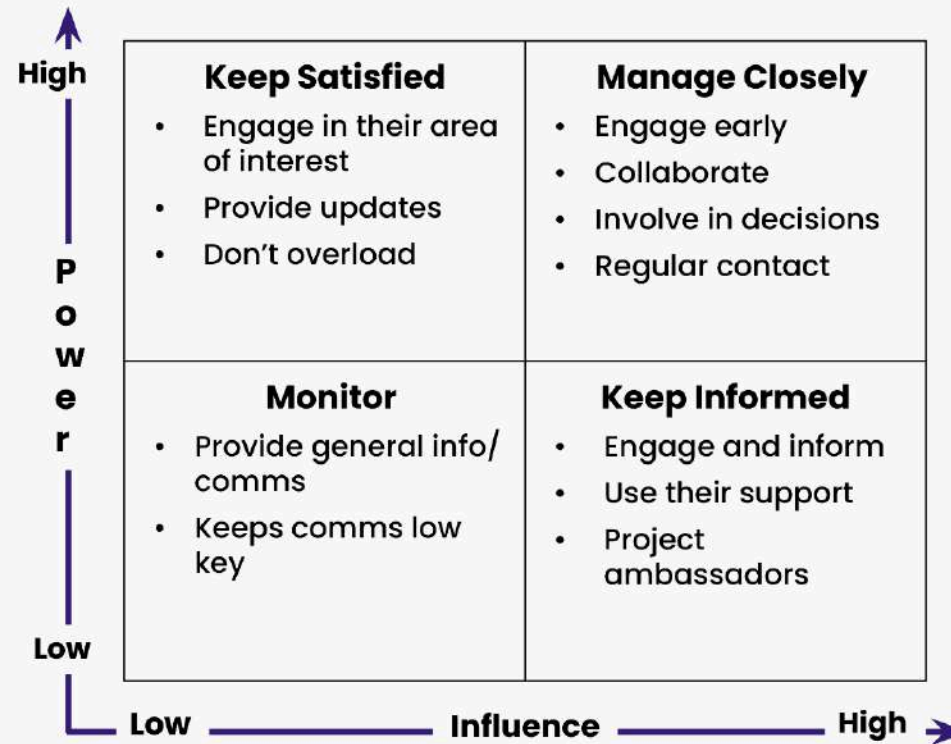 High
Keep Satisfied
• Engage in their area
of interest
• Provide updates
• Don't overload
Manage Closely
• Engage early
• Collaborate
• Involve in decisions
• Regular contact
Power
Monitor
• Provide general info/
comms
• Keeps comms low
key
Keep Informed
• Engage and inform
• Use their support
• Project
ambassadors
Low
Low
Influence
High